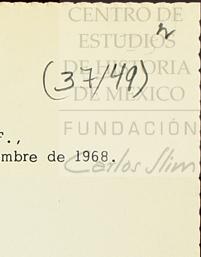 CENTRO DE
ESTUDIOS
DE HISTORIA
DE MÉXICO
(37/49)
FUNDACIÓN
Carlos Slim
F.,
mbre de 1968.